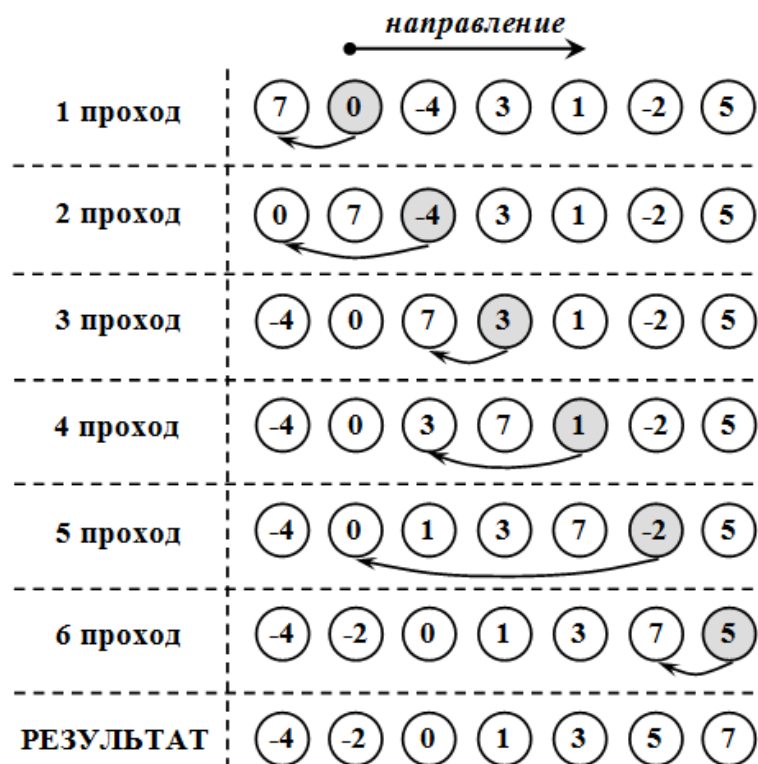 направление
1 проход 7 0 -4 3 1 -2 5
2 проход 0 7 -4 3 1 -2 5
3 проход -4 0 7 3 1 -2 5
4 проход -4 0 3 7 1 -2 5
5 проход -4 0 1 3 7 -2 5
6 проход -4 -2 0 1 3 7 5
РЕЗУЛЬТАТ -4 -2 0 1 3 5 7